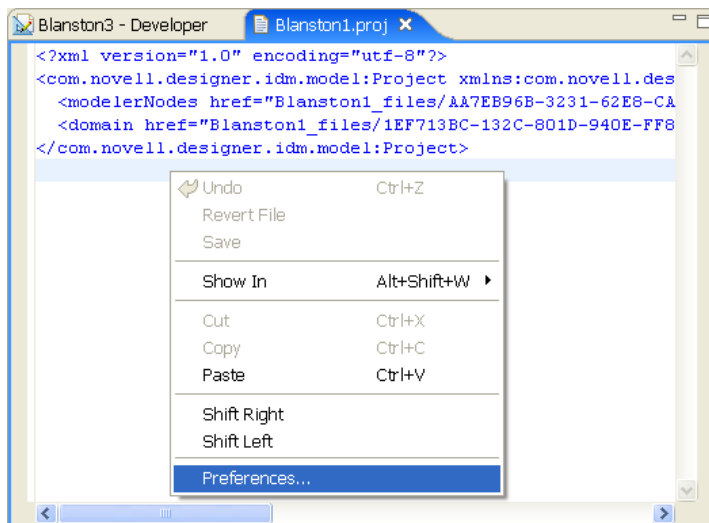 Blanston3 - Developer
Blanston1.proj
<?xml version="1.0" encoding="utf-8"?>
<com.novell.designer.idm.model:Project xmlns:com.novell.des
<modelerNodes href="Blanston1_files/AA7EB96B-3231-62E8-CA
<domain href="Blanston1_files/1EF713BC-132C-801D-940E-FF8
</com.novell.designer.idm.model:Project>
Undo Ctrl+Z
Revert File
Save
Show In Alt+Shift+W
Cut Ctrl+X
Copy Ctrl+C
Paste Ctrl+V
Shift Right
Shift Left
Preferences...